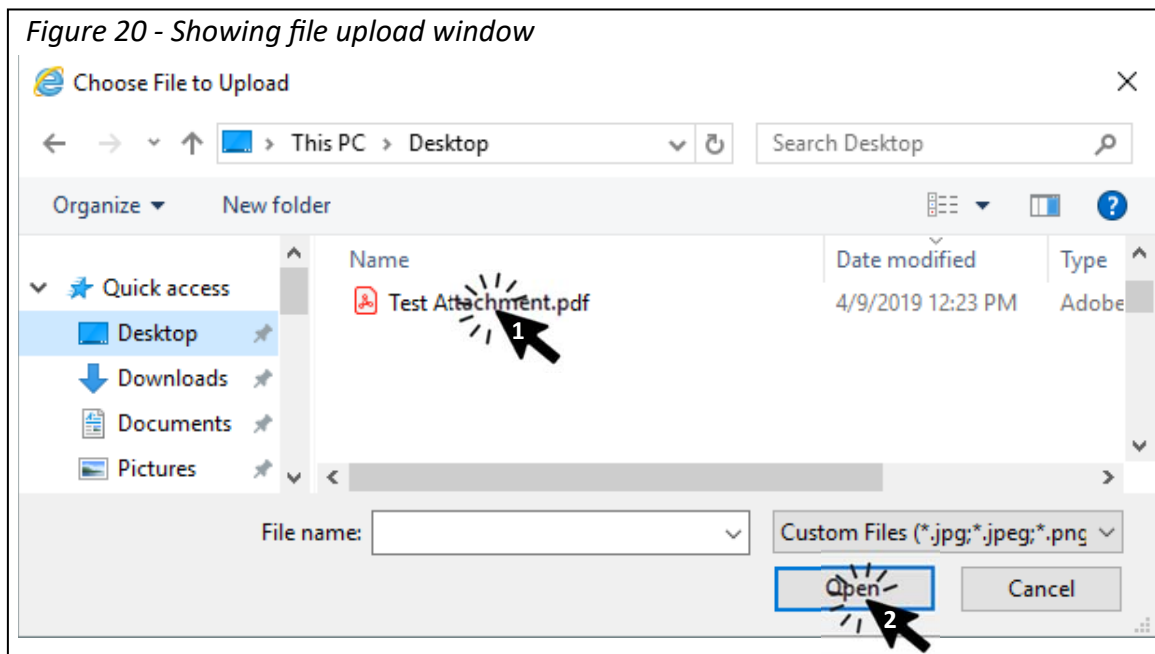 Figure 20 - Showing file upload window
Choose File to Upload
This PC > Desktop
Search Desktop
Organize
New folder
Name
Date modified
Type
Quick access
Test Attachment.pdf
4/9/2019 12:23 PM
Adobe
1
Desktop
Downloads
Documents
Pictures
File name:
Custom Files (*.jpg;*.jpeg;*.png
Open
Cancel
2